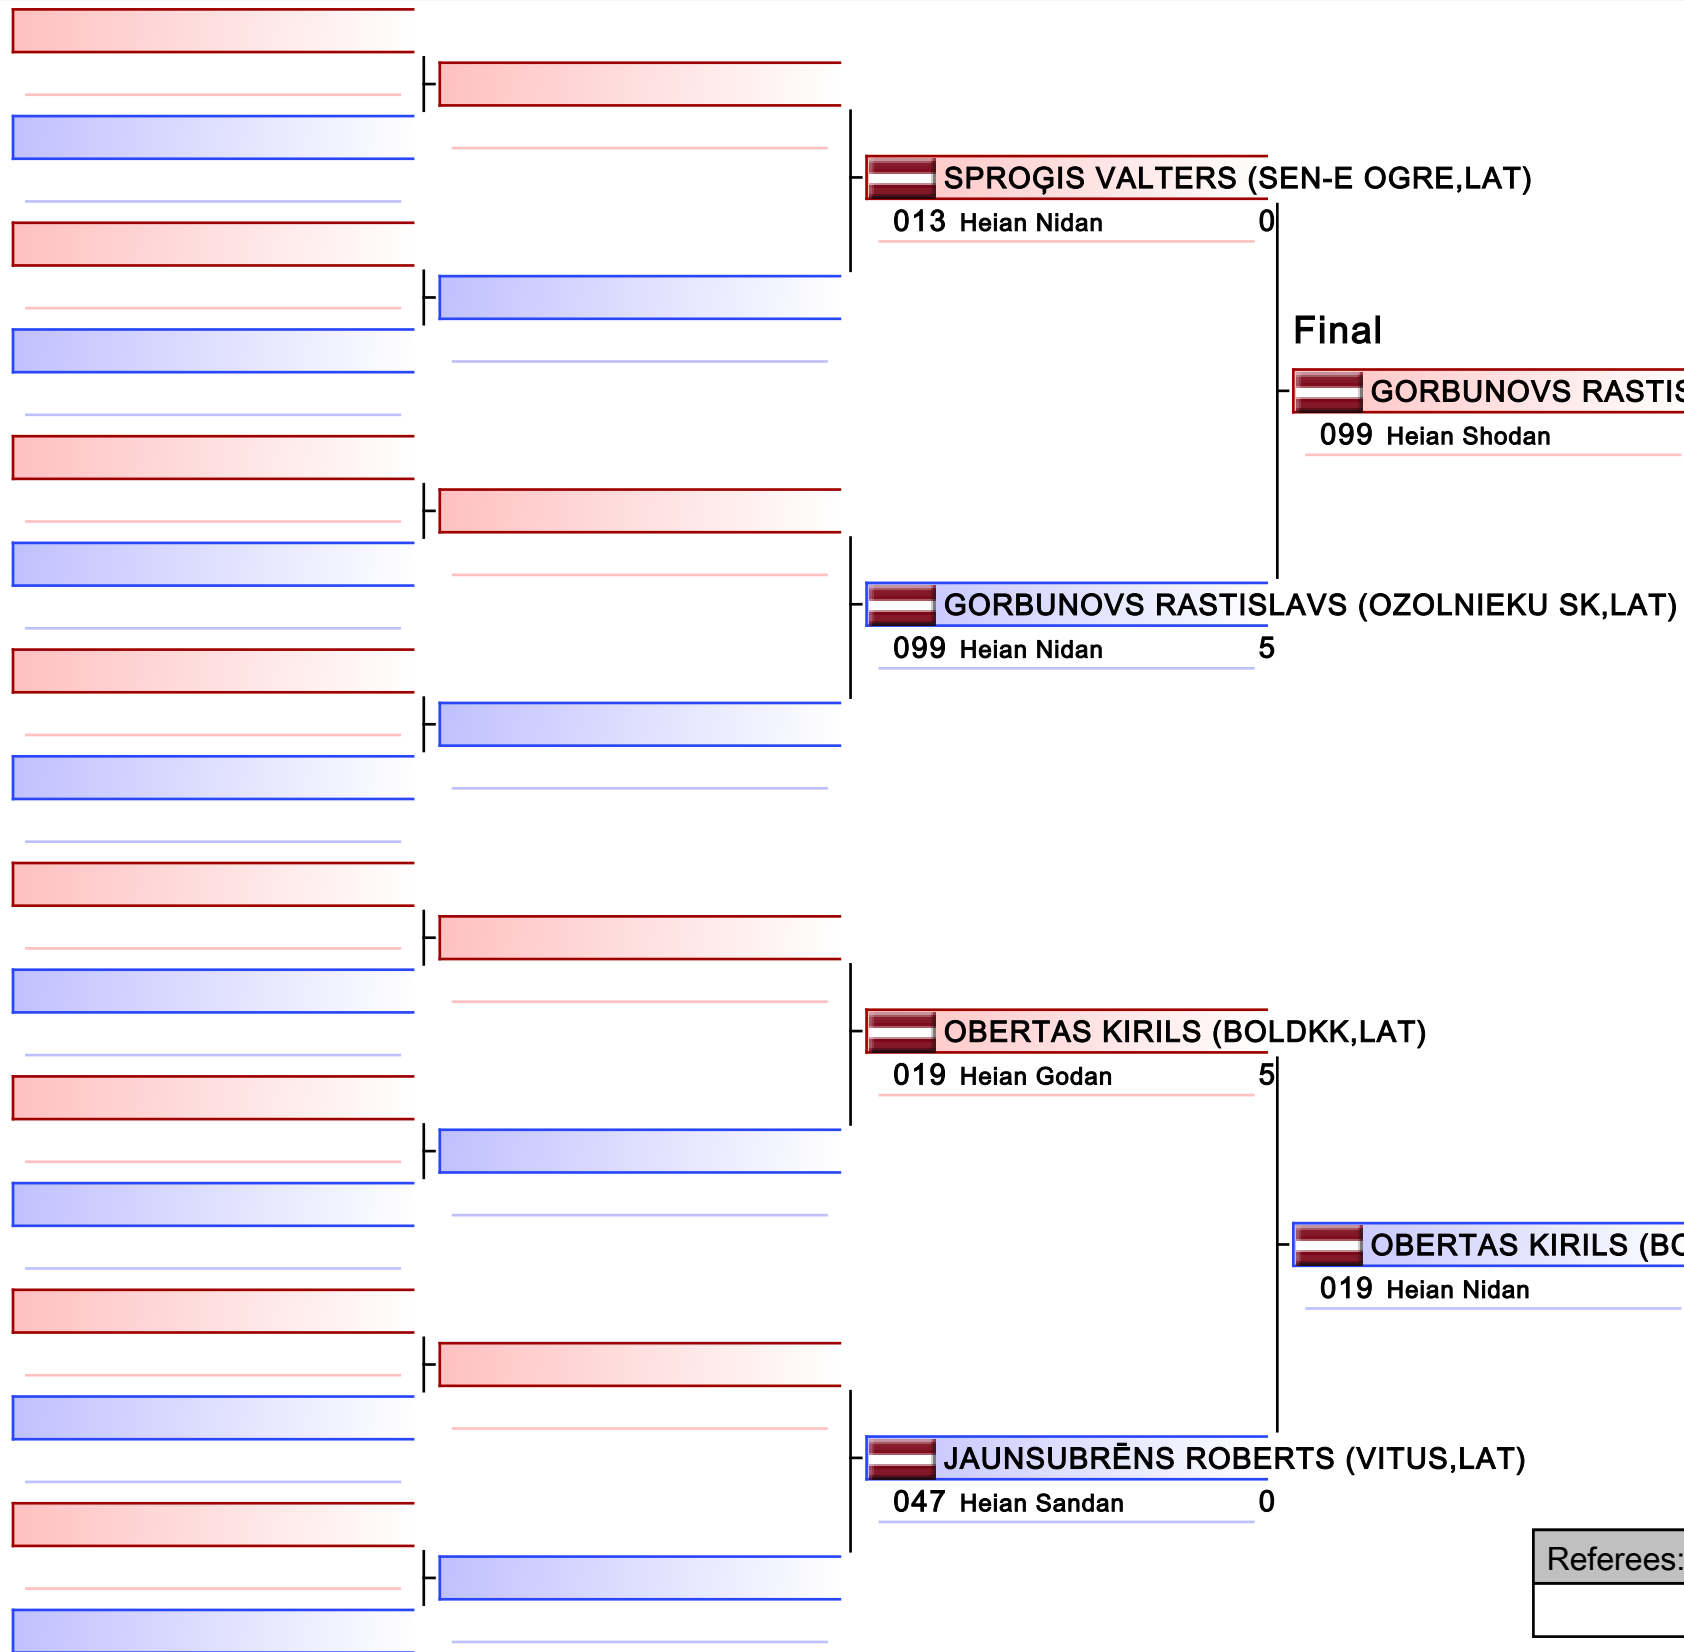 SPROĢIS VALTERS (SEN-E OGRE,LAT)
013 Heian Nidan 0
Final
GORBUNOVS RASTIS
099 Heian Shodan
GORBUNOVS RASTISLAVS (OZOLNIEKU SK,LAT)
099 Heian Nidan 5
OBERTAS KIRILS (BOLDKK,LAT)
019 Heian Godan 5
OBERTAS KIRILS (BO
019 Heian Nidan
JAUNSUBRĒNS ROBERTS (VITUS,LAT)
047 Heian Sandan 0
Referees: